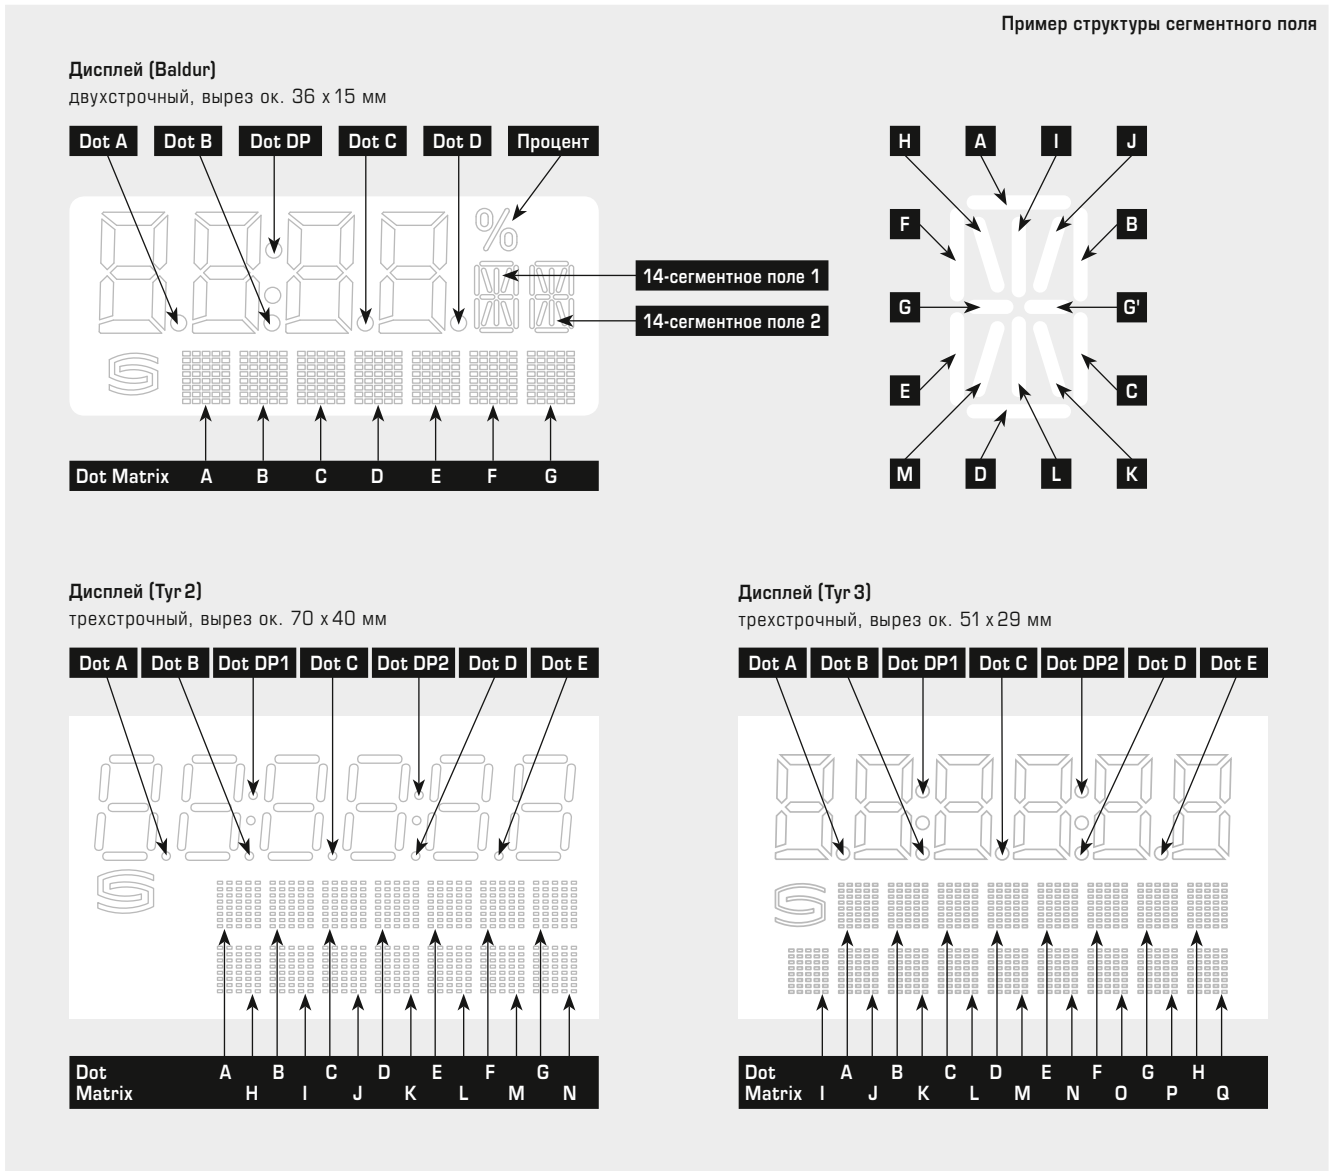 Пример структуры сегментного поля
Дисплей (Baldur)
двухстрочный, вырез ок. 36 x 15 мм
Dot A Dot B Dot DP Dot C Dot D Процент
%
14-сегментное поле 1
14-сегментное поле 2
S
Dot Matrix A B C D E F G
H A I J
F B
G G'
E C
M D L K
Дисплей (Tyr 2)
трехстрочный, вырез ок. 70 x 40 мм
Dot A Dot B Dot DP1 Dot C Dot DP2 Dot D Dot E
S
Dot A B C D E F G
Matrix H I J K L M N
Дисплей (Tyr 3)
трехстрочный, вырез ок. 51 x 29 мм
Dot A Dot B Dot DP1 Dot C Dot DP2 Dot D Dot E
S
Dot A B C D E F G H
Matrix I J K L M N O P Q